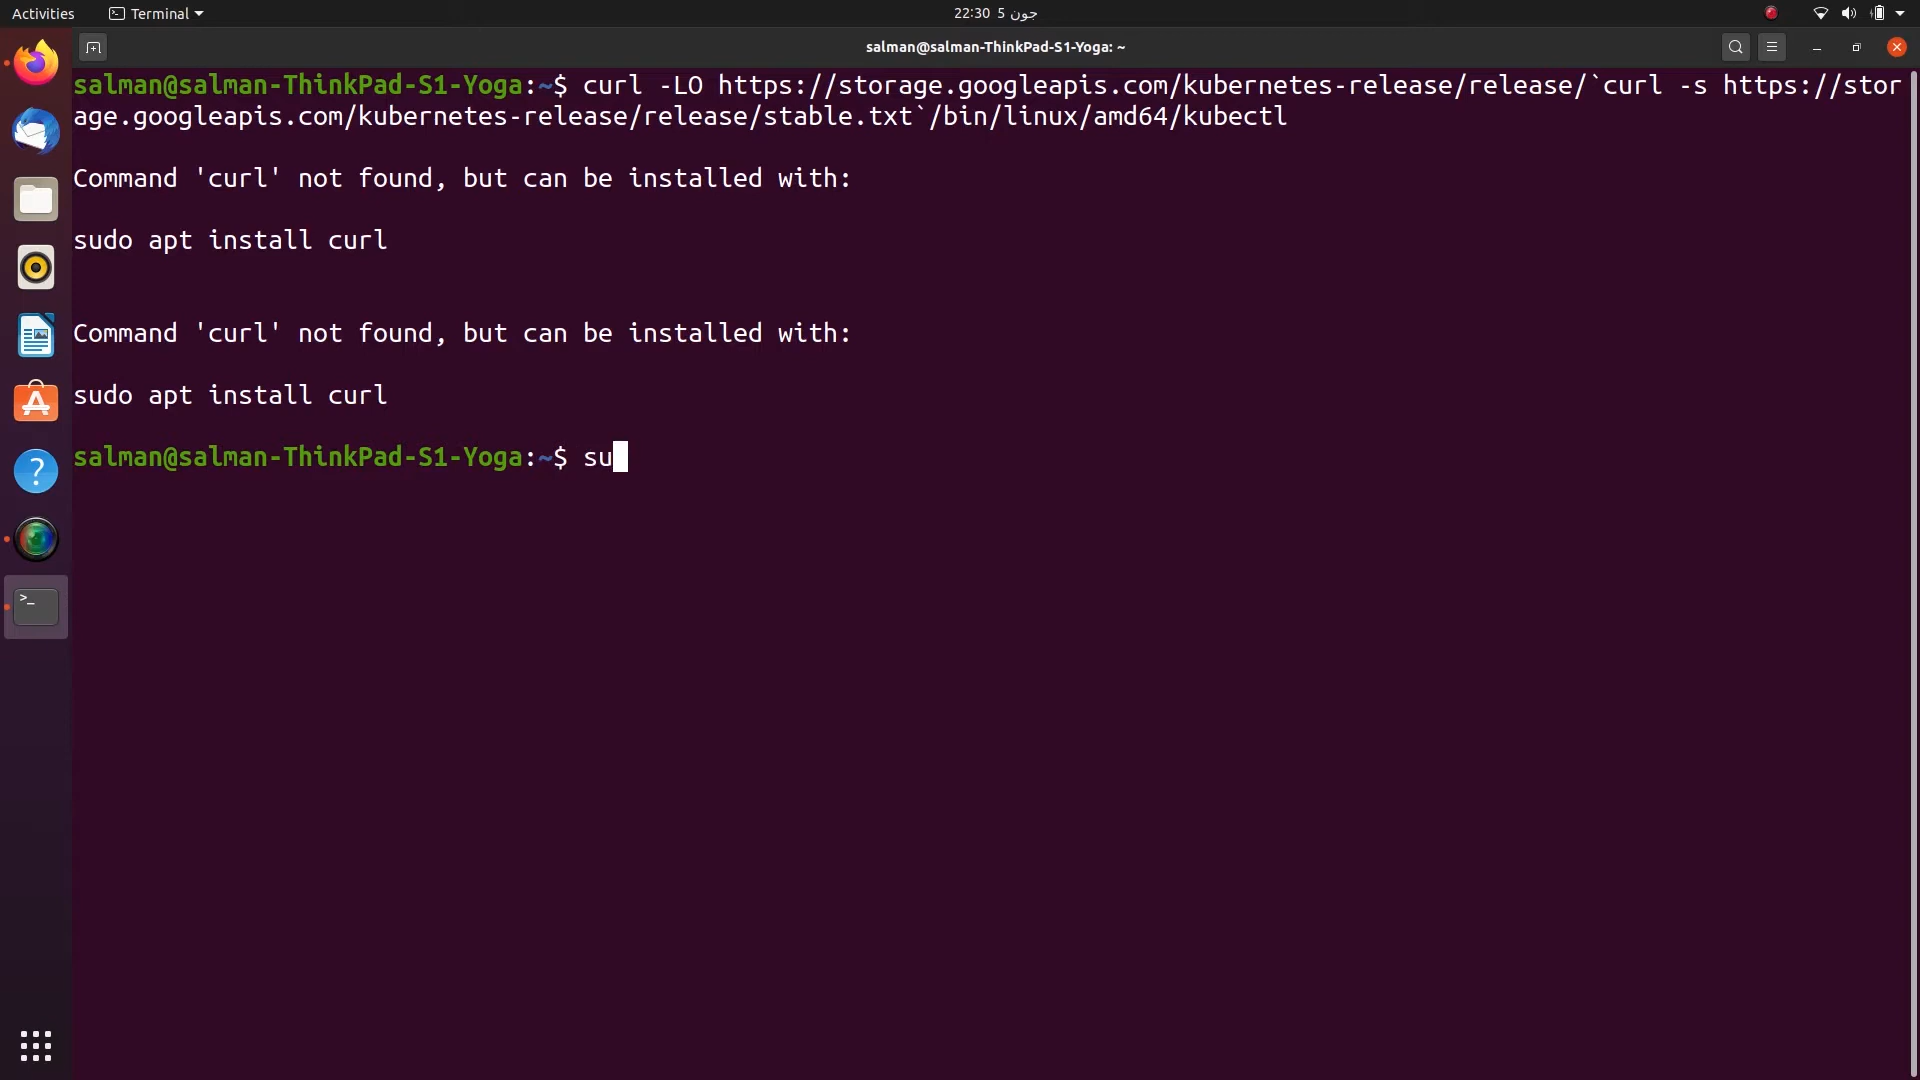 Activities
Terminal
22:30 5 جون
salman@salman-ThinkPad-S1-Yoga: ~
salman@salman-ThinkPad-S1-Yoga:~$ curl -LO https://storage.googleapis.com/kubernetes-release/release/`curl -s https://stor
age.googleapis.com/kubernetes-release/release/stable.txt`/bin/linux/amd64/kubectl
Command 'curl' not found, but can be installed with:
sudo apt install curl
Command 'curl' not found, but can be installed with:
sudo apt install curl
salman@salman-ThinkPad-S1-Yoga:~$ su